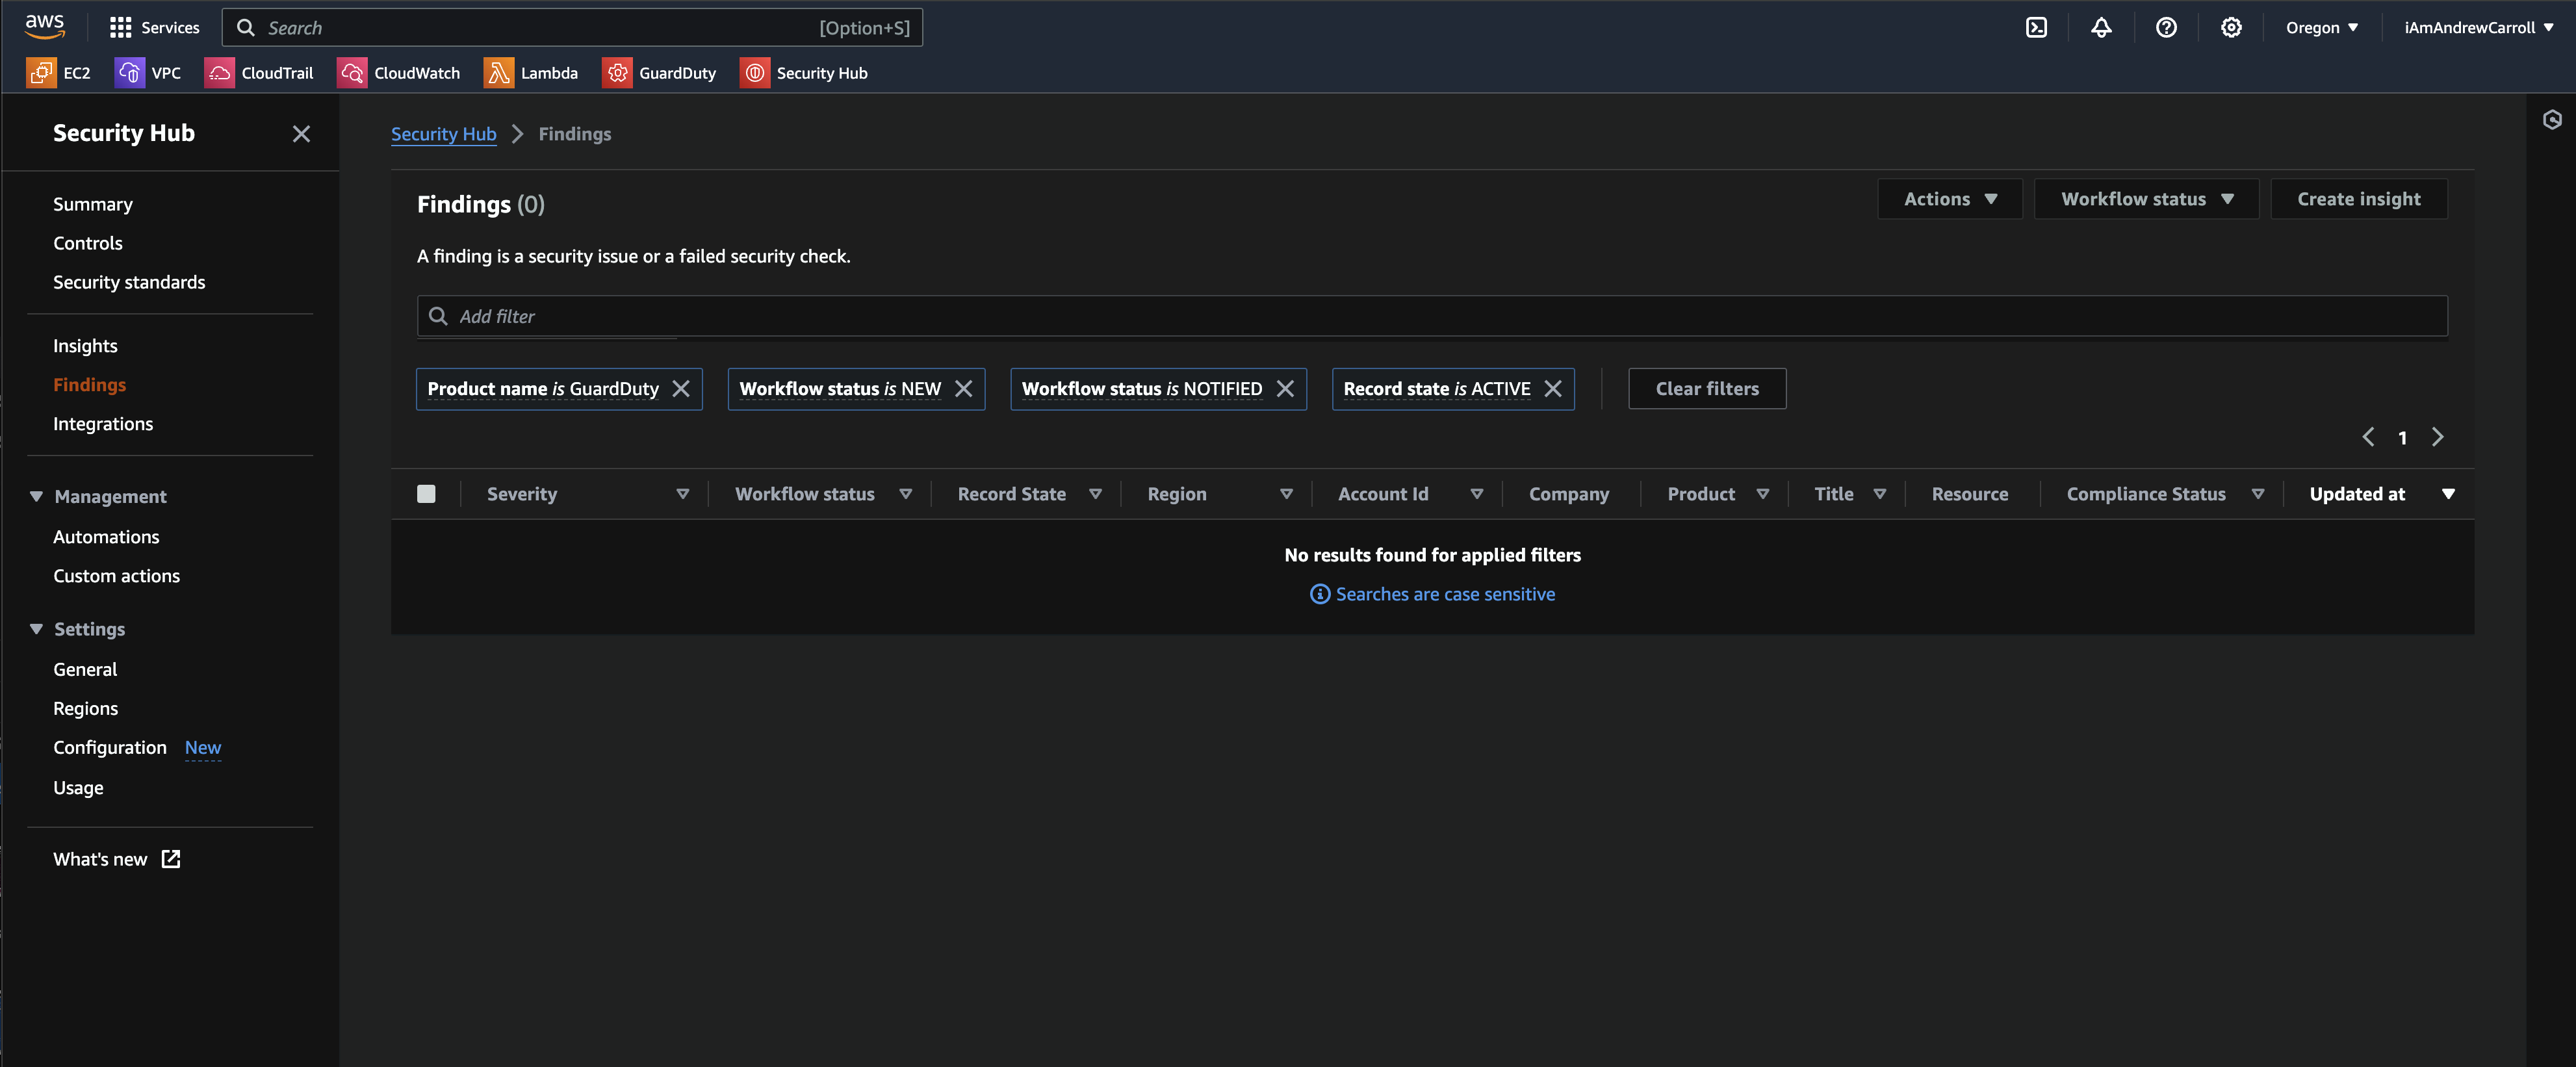 aws
Services
Search [Option+S]
Oregon ▼
iAmAndrewCarroll ▼
EC2
VPC
CloudTrail
CloudWatch
Lambda
GuardDuty
Security Hub
Security Hub
Summary
Controls
Security standards
Insights
Findings
Integrations
Management
Automations
Custom actions
Settings
General
Regions
Configuration New
Usage
What's new
Security Hub > Findings
Findings (0)
Actions ▼
Workflow status ▼
Create insight
A finding is a security issue or a failed security check.
Add filter
Product name is GuardDuty
Workflow status is NEW
Workflow status is NOTIFIED
Record state is ACTIVE
Clear filters
1
Severity
Workflow status
Record State
Region
Account Id
Company
Product
Title
Resource
Compliance Status
Updated at
No results found for applied filters
Searches are case sensitive